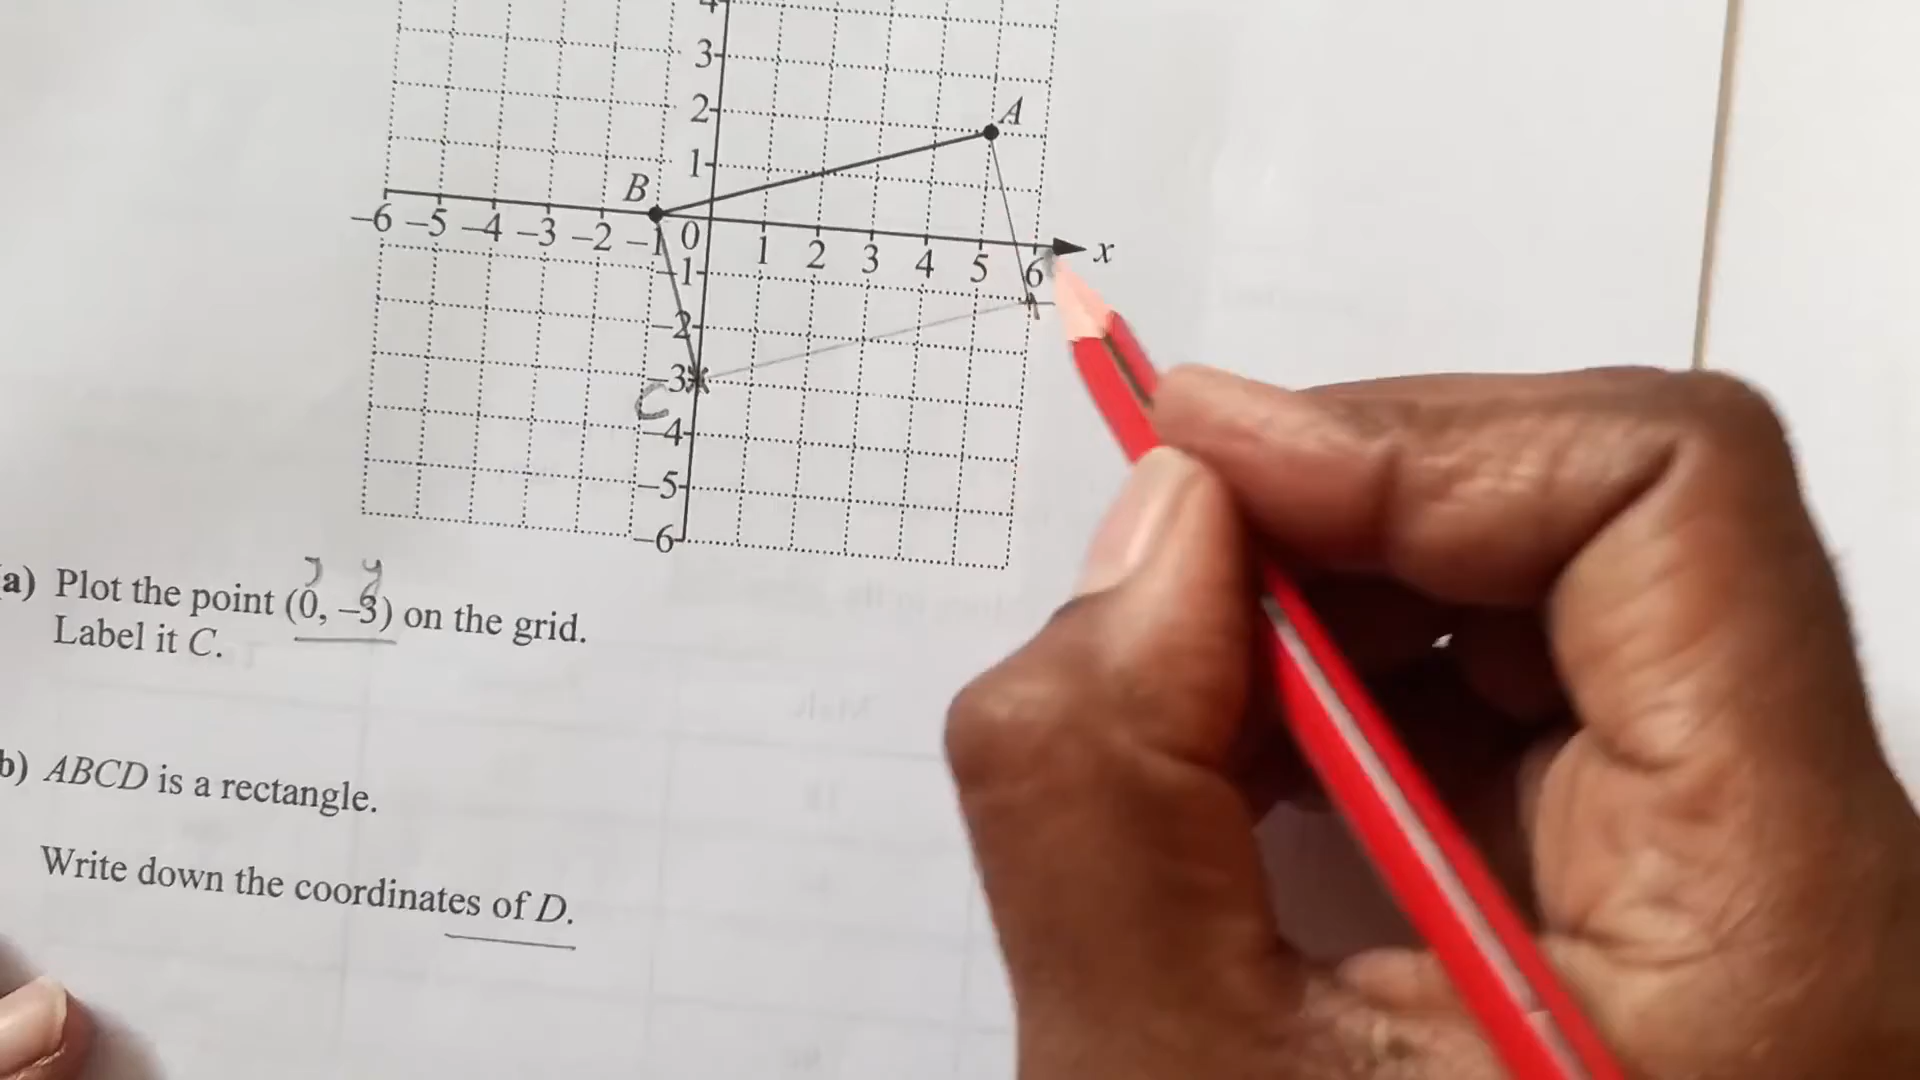 4
3
2
A
1
B
–6 –5 –4 –3 –2 –1 0 1 2 3 4 5 6 x
–1
–2
–3
C
–4
–5
–6
y
a) Plot the point (0, –3) on the grid.
Label it C.
b) ABCD is a rectangle.
Write down the coordinates of D.